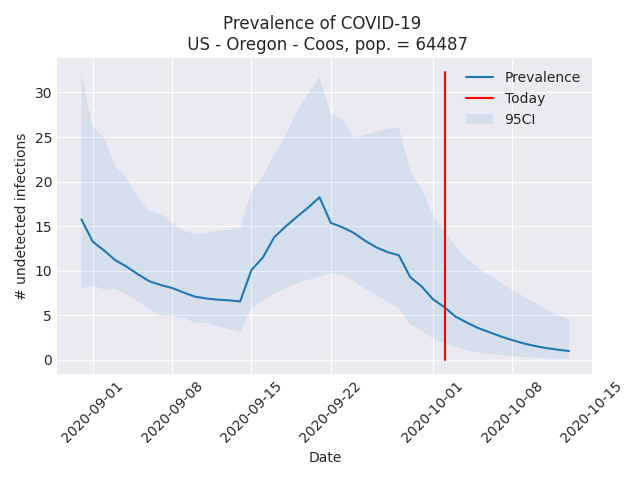 Prevalence of COVID-19
US - Oregon - Coos, pop. = 64487
Prevalence
Today
95CI
# undetected infections
30
25
20
15
10
5
0
2020-09-01
2020-09-08
2020-09-15
2020-09-22
2020-10-01
2020-10-08
2020-10-15
Date